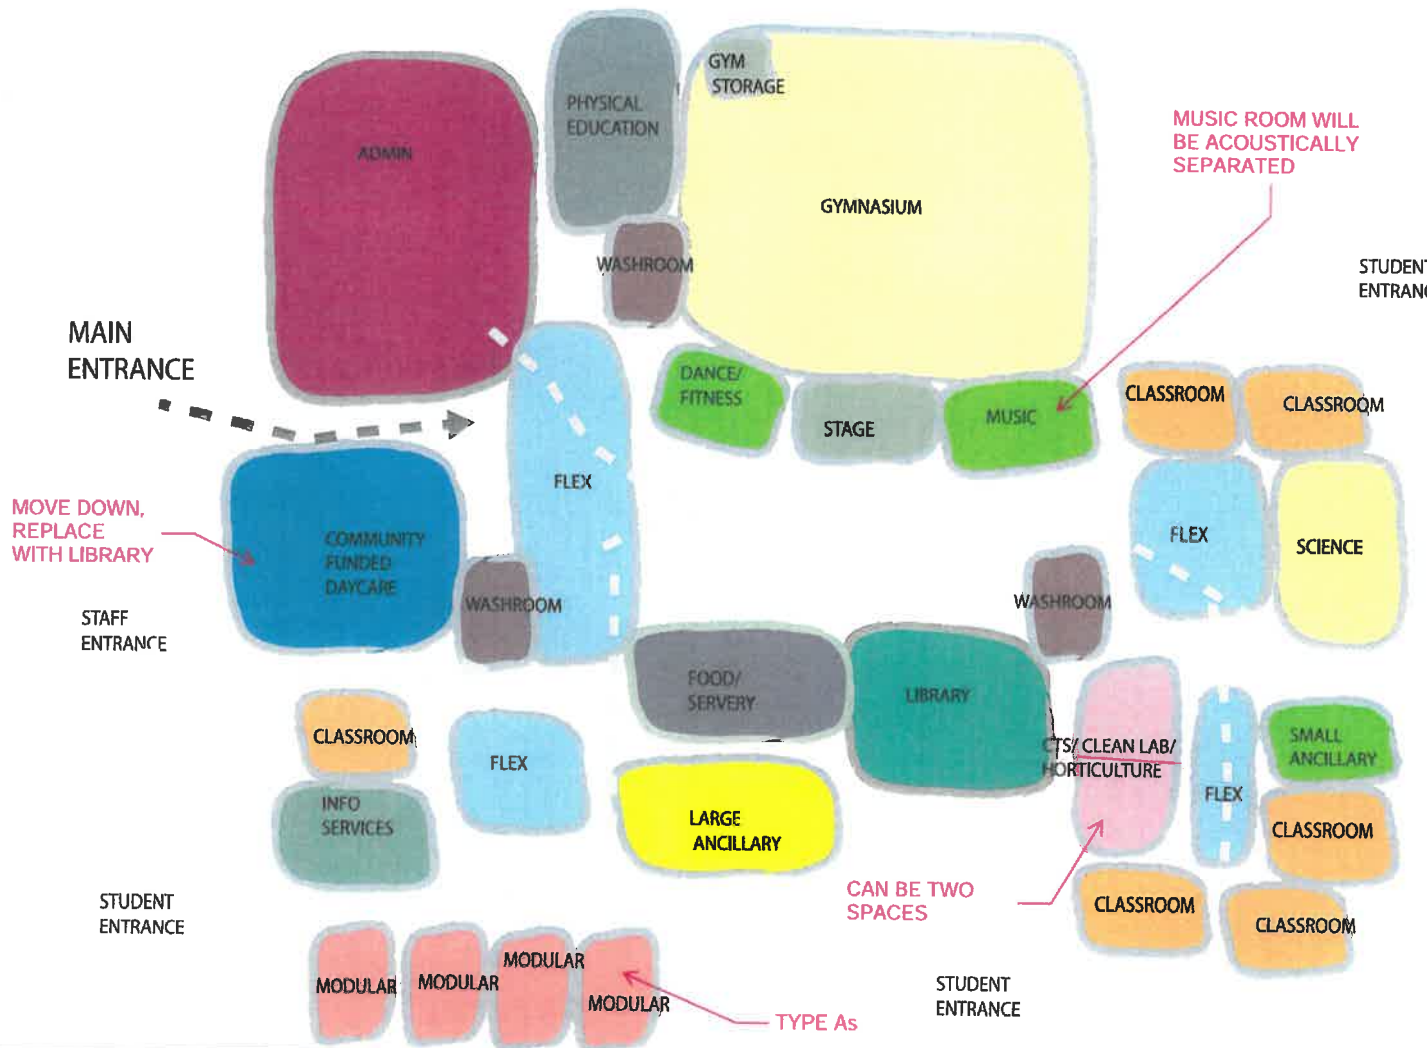 GYM
STORAGE
PHYSICAL
EDUCATION
MUSIC ROOM WILL
BE ACOUSTICALLY
SEPARATED
ADMIN
GYMNASIUM
WASHROOM
STUDENT
MAIN
ENTRANCE
DANCE/
FITNESS
STAGE
MUSIC
CLASSROOM
CLASSROOM
FLEX
MOVE DOWN,
REPLACE
WITH LIBRARY
COMMUNITY
FUNDED
DAYCARE
FLEX
SCIENCE
STAFF
ENTRANCE
WASHROOM
WASHROOM
FOOD/
SERVERY
LIBRARY
CLASSROOM
FLEX
CTS/ CLEAN LAB/
HORTICULTURE
FLEX
SMALL
ANCILLARY
INFO
SERVICES
LARGE
ANCILLARY
CLASSROOM
STUDENT
ENTRANCE
CAN BE TWO
SPACES
CLASSROOM
CLASSROOM
MODULAR
MODULAR
MODULAR
MODULAR
TYPE As
STUDENT
ENTRANCE